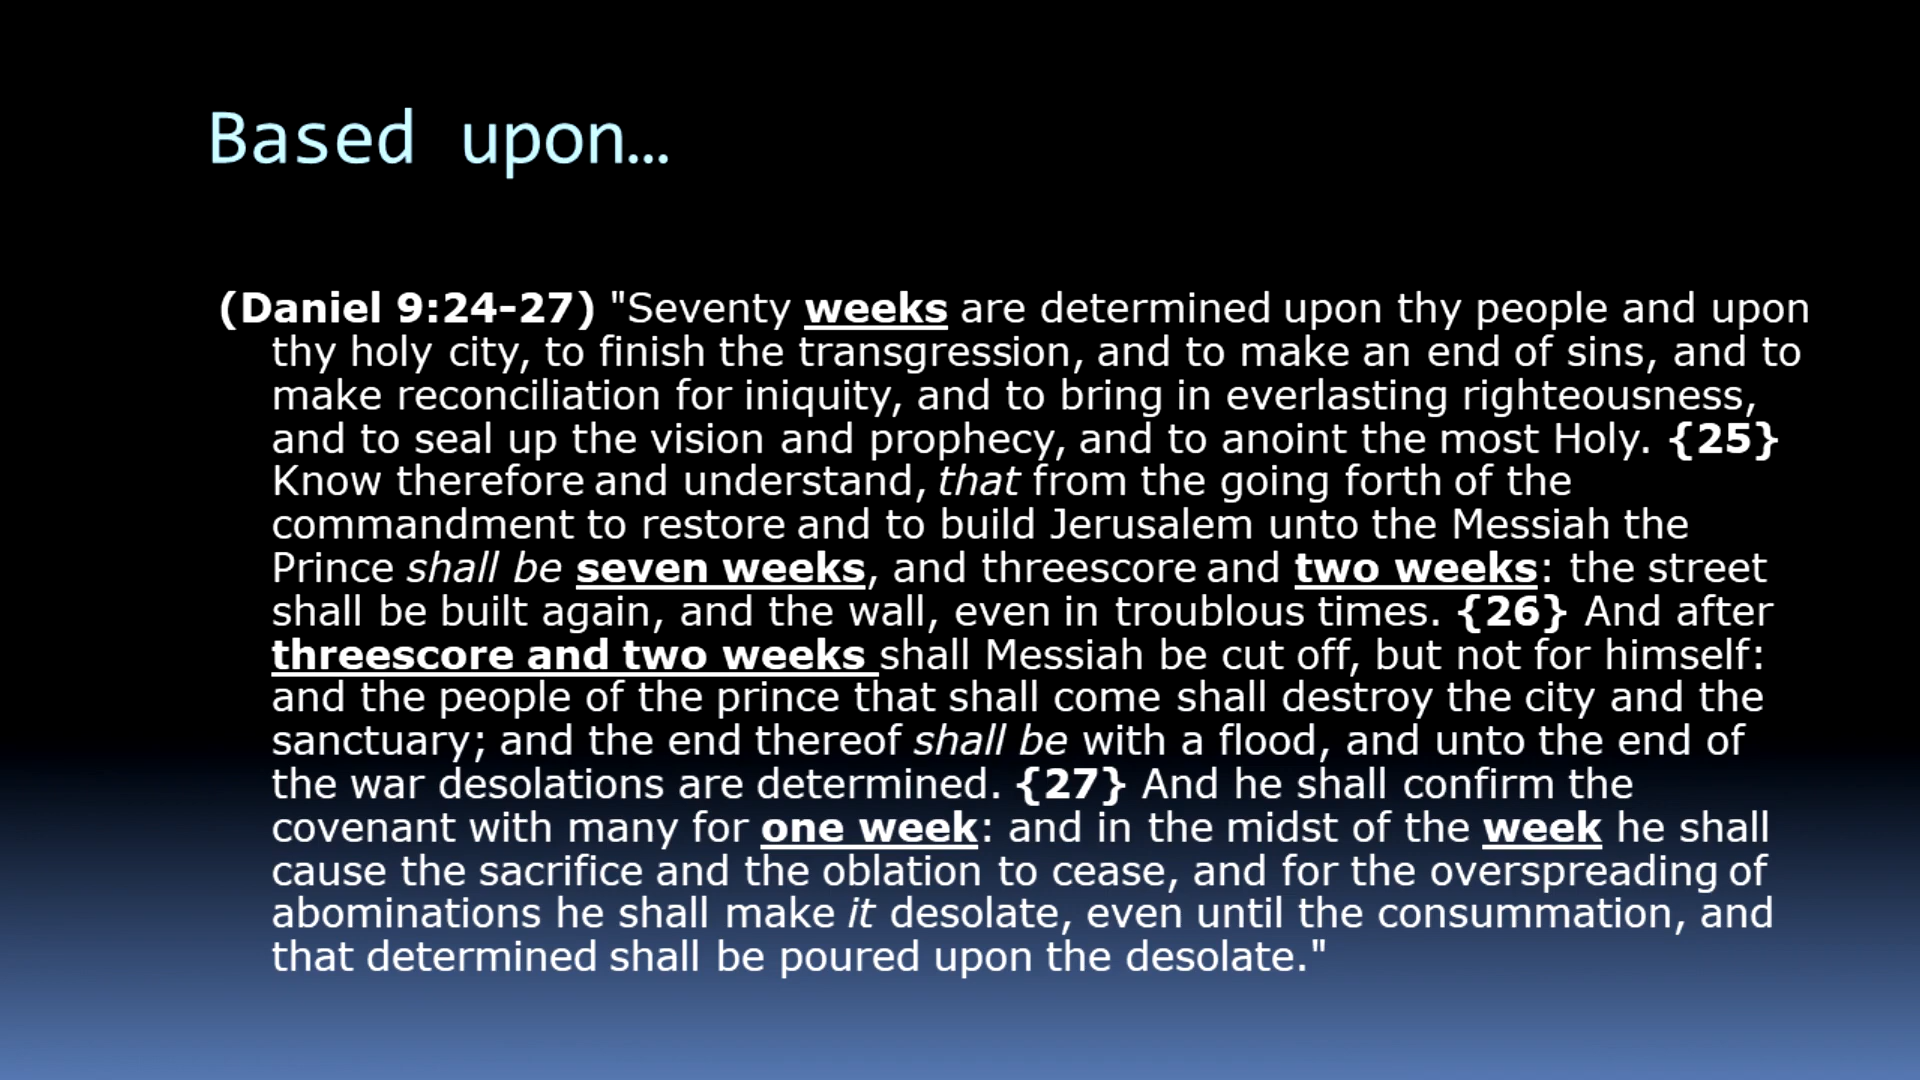 Based upon…
(Daniel 9:24-27) "Seventy weeks are determined upon thy people and upon
thy holy city, to finish the transgression, and to make an end of sins, and to
make reconciliation for iniquity, and to bring in everlasting righteousness,
and to seal up the vision and prophecy, and to anoint the most Holy. {25}
Know therefore and understand, that from the going forth of the
commandment to restore and to build Jerusalem unto the Messiah the
Prince shall be seven weeks, and threescore and two weeks: the street
shall be built again, and the wall, even in troublous times. {26} And after
threescore and two weeks shall Messiah be cut off, but not for himself:
and the people of the prince that shall come shall destroy the city and the
sanctuary; and the end thereof shall be with a flood, and unto the end of
the war desolations are determined. {27} And he shall confirm the
covenant with many for one week: and in the midst of the week he shall
cause the sacrifice and the oblation to cease, and for the overspreading of
abominations he shall make it desolate, even until the consummation, and
that determined shall be poured upon the desolate."